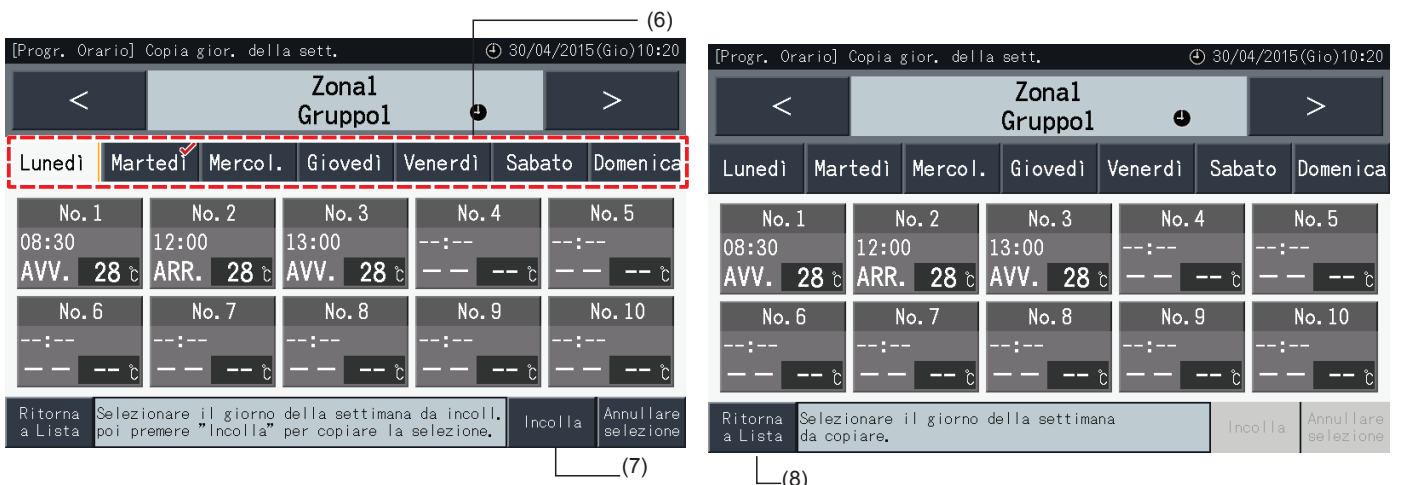 (6)
[Progr. Orario] Copia gior. della sett. 30/04/2015(Gio)10:20
< Zona1 >
Gruppo1
Lunedì Martedì Mercol. Giovedì Venerdì Sabato Domenica
No.1 No.2 No.3 No.4 No.5
08:30 12:00 13:00 --:-- --:--
AVV. 28 ℃ ARR. 28 ℃ AVV. 28 ℃ -- -- ℃ -- -- ℃
No.6 No.7 No.8 No.9 No.10
--:-- --:-- --:-- --:-- --:--
-- -- ℃ -- -- ℃ -- -- ℃ -- -- ℃ -- -- ℃
Ritorna
a Lista
Selezionare il giorno della settimana da incoll.
poi premere "Incolla" per copiare la selezione.
Incolla
Annullare
selezione
(7)
[Progr. Orario] Copia gior. della sett. 30/04/2015(Gio)10:20
< Zona1 >
Gruppo1
Lunedì Martedì Mercol. Giovedì Venerdì Sabato Domenica
No.1 No.2 No.3 No.4 No.5
08:30 12:00 13:00 --:-- --:--
AVV. 28 ℃ ARR. 28 ℃ AVV. 28 ℃ -- -- ℃ -- -- ℃
No.6 No.7 No.8 No.9 No.10
--:-- --:-- --:-- --:-- --:--
-- -- ℃ -- -- ℃ -- -- ℃ -- -- ℃ -- -- ℃
Ritorna
a Lista
Selezionare il giorno della settimana
da copiare.
Incolla
Annullare
selezione
(8)